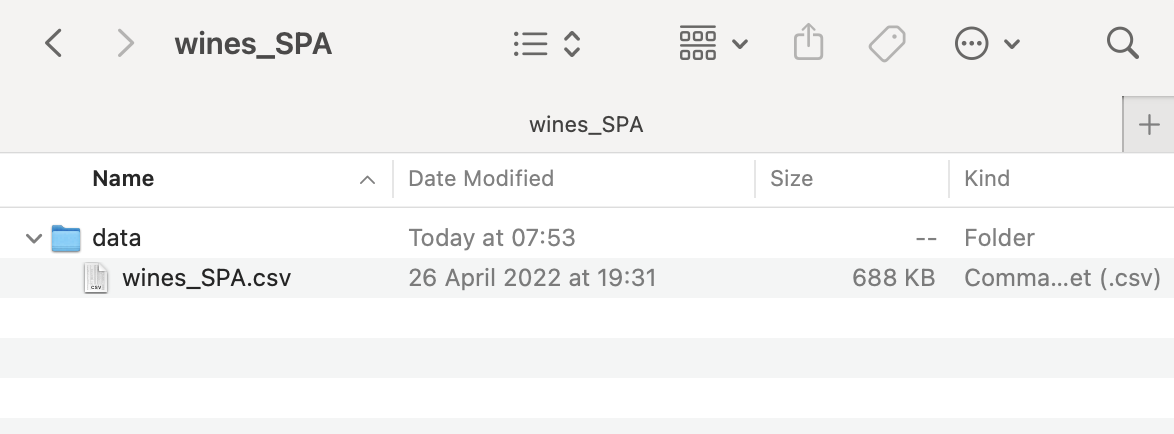 wines_SPA
wines_SPA
Name Date Modified Size Kind
data Today at 07:53 -- Folder
wines_SPA.csv 26 April 2022 at 19:31 688 KB Comma...et (.csv)